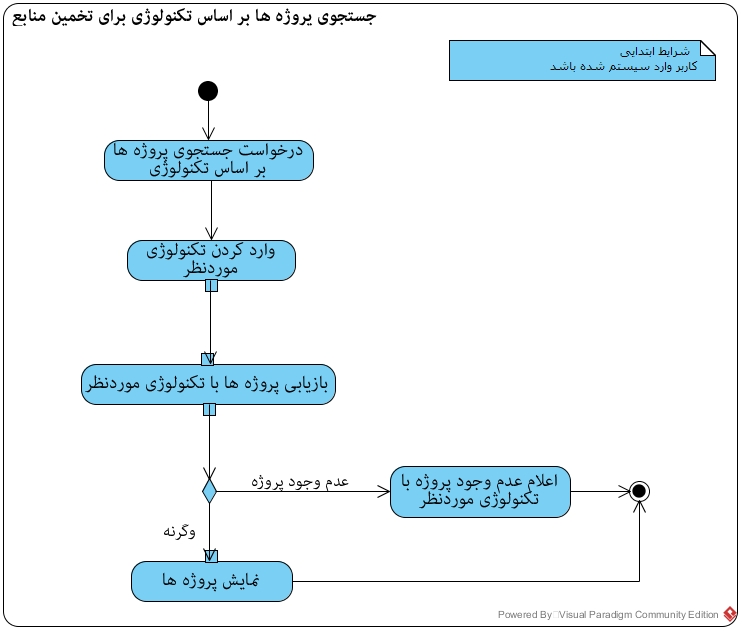 جستجوی پروژه ها بر اساس تکنولوژی برای تخمین منابع
شرایط ابتدایی
کاربر وارد سیستم شده باشد
درخواست جستجوی پروژه ها
بر اساس تکنولوژی
وارد کردن تکنولوژی
موردنظر
بازیابی پروژه ها با تکنولوژی موردنظر
عدم وجود پروژه
اعلام عدم وجود پروژه با
تکنولوژی موردنظر
وگرنه
نمایش پروژه ها
Powered By Visual Paradigm Community Edition